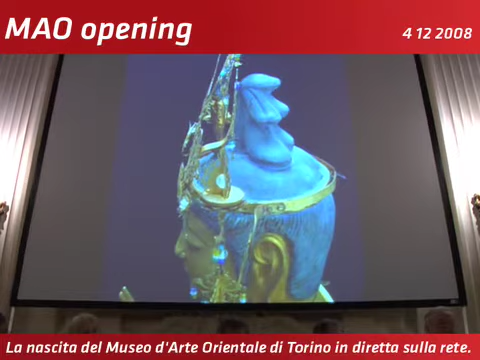 MAO opening
4 12 2008
La nascita del Museo d'Arte Orientale di Torino in diretta sulla rete.